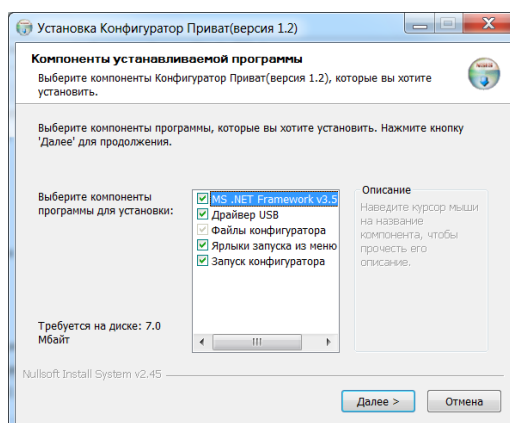 Установка Конфигуратор Приват(версия 1.2)
Компоненты устанавливаемой программы
Выберите компоненты Конфигуратор Приват(версия 1.2), которые вы хотите
установить.
Выберите компоненты программы, которые вы хотите установить. Нажмите кнопку
'Далее' для продолжения.
Выберите компоненты
программы для установки:
MS .NET Framework v3.5
Драйвер USB
Файлы конфигуратора
Ярлыки запуска из меню
Запуск конфигуратора
Описание
Наведите курсор мыши
на название
компонента, чтобы
прочесть его
описание.
Требуется на диске: 7.0
Мбайт
Nullsoft Install System v2.45
Далее >
Отмена